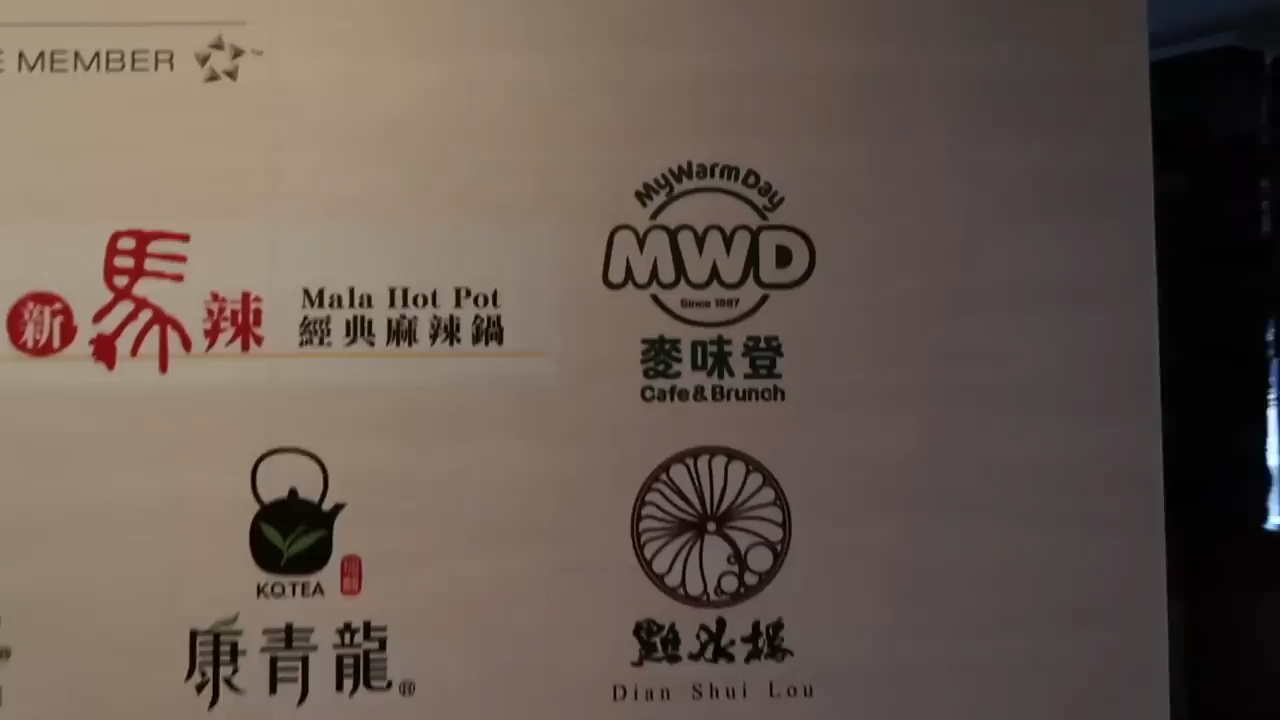 MEMBER
新馬辣
Mala Hot Pot
經典麻辣鍋
MyWarmDay
MWD
Since 1987
麥味登
Cafe & Brunch
K.Q.TEA
康青龍®
點水樓
Dian Shui Lou